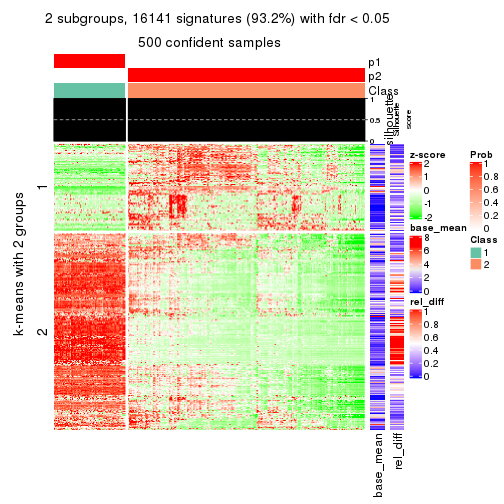 2 subgroups, 16141 signatures (93.2%) with fdr < 0.05
500 confident samples
p1
p2
Class
1
0.5
0
silhouette
Silhouette
score
k-means with 2 groups
1
2
base_mean
rel_diff
z-score
2
1
0
-1
-2
base_mean
8
6
4
2
0
rel_diff
1
0.8
0.6
0.4
0.2
0
Prob
1
0.8
0.6
0.4
0.2
0
Class
1
2